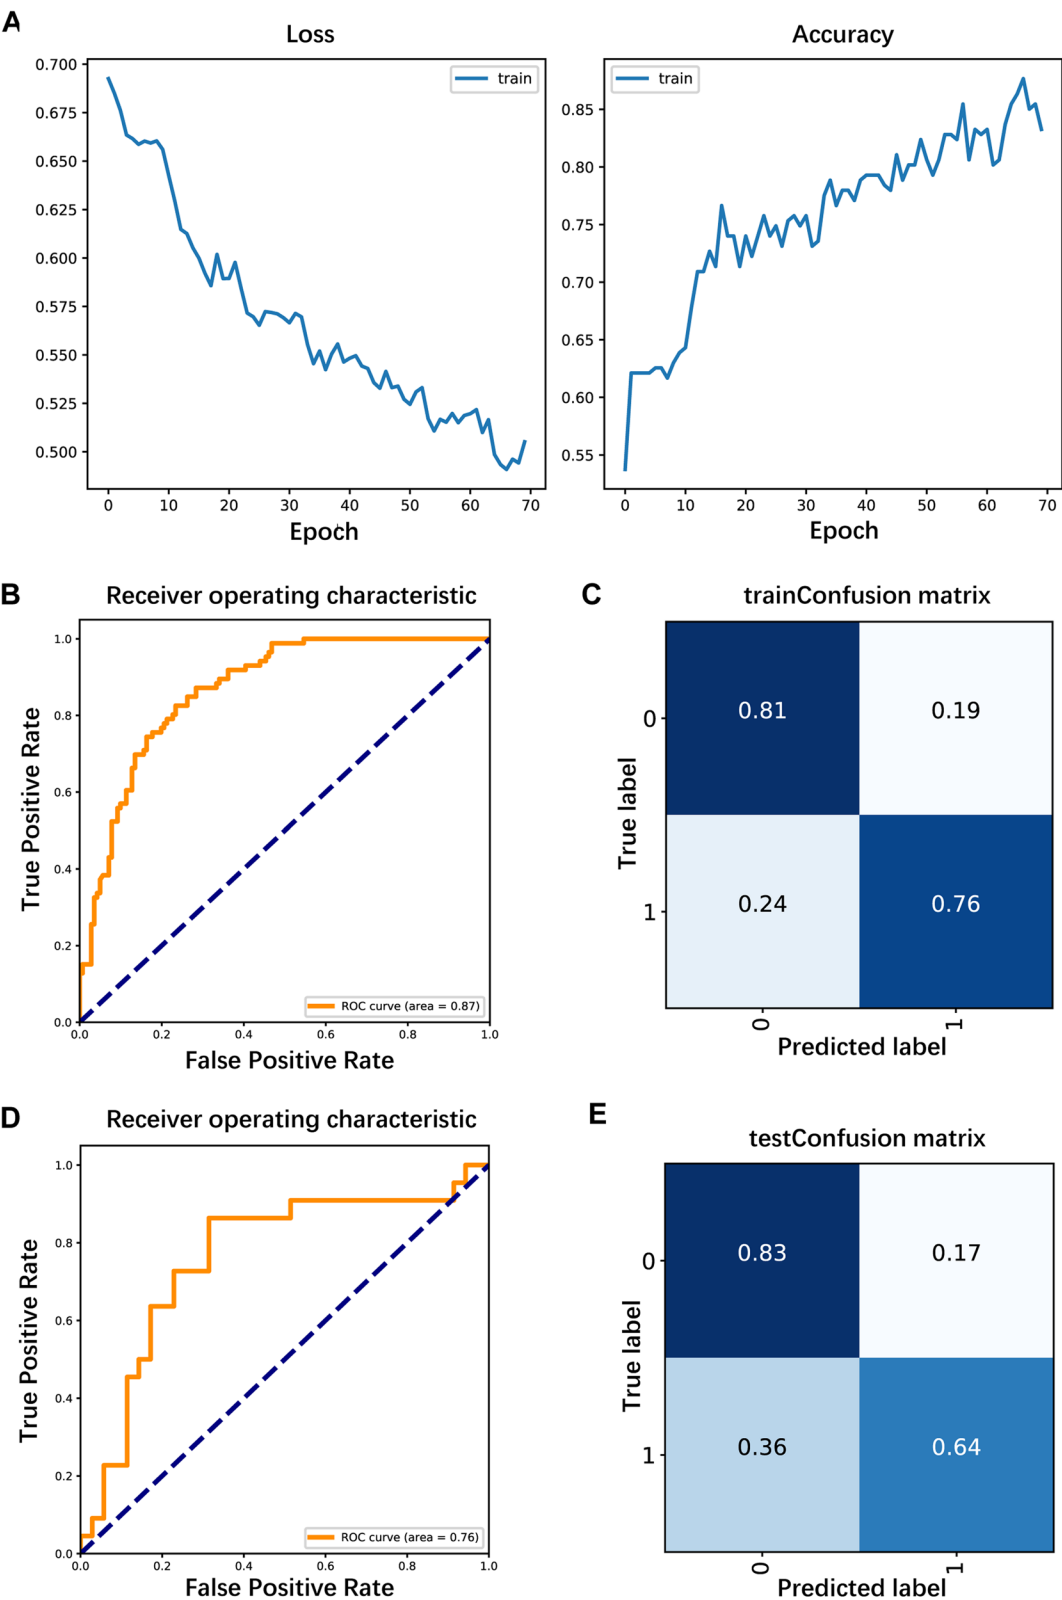 A
Loss
Accuracy
0.700
0.675
0.650
0.625
0.600
0.575
0.550
0.525
0.500
train
0 10 20 30 40 50 60 70
Epoch
0.85
0.80
0.75
0.70
0.65
0.60
0.55
train
0 10 20 30 40 50 60 70
Epoch
B
Receiver operating characteristic
True Positive Rate
1.0
0.8
0.6
0.4
0.2
0.0
ROC curve (area = 0.87)
0.0 0.2 0.4 0.6 0.8 1.0
False Positive Rate
C
trainConfusion matrix
True label
0
0.81 0.19
1
0.24 0.76
0 1
Predicted label
D
Receiver operating characteristic
True Positive Rate
1.0
0.8
0.6
0.4
0.2
0.0
ROC curve (area = 0.76)
0.0 0.2 0.4 0.6 0.8 1.0
False Positive Rate
E
testConfusion matrix
True label
0
0.83 0.17
1
0.36 0.64
0 1
Predicted label